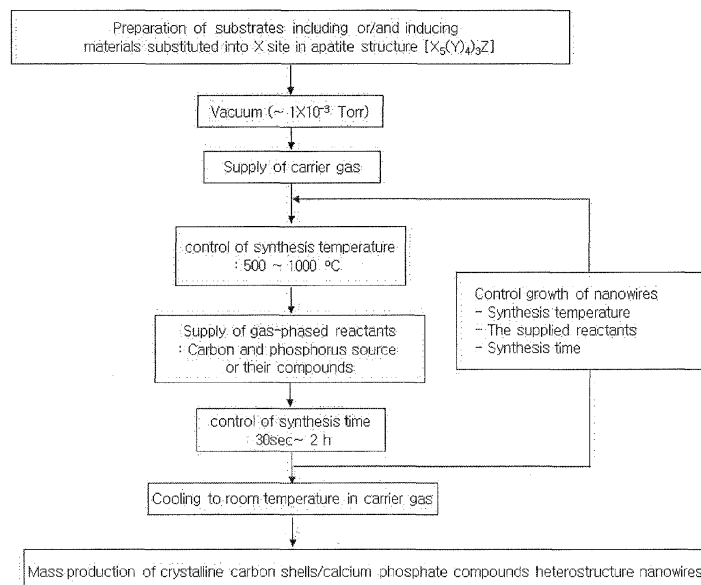 Preparation of substrates including or/and inducing
materials substituted into X site in apatite structure [X₅(Y)₄)₃Z]
Vacuum (~ 1X10⁻³ Torr)
Supply of carrier gas
control of synthesis temperature
: 500 ~ 1000 ℃
Supply of gas-phased reactants
: Carbon and phosphorus source
or their compounds
control of synthesis time
: 30sec~ 2 h
Control growth of nanowires
- Synthesis temperature
- The supplied reactants
- Synthesis time
Cooling to room temperature in carrier gas
Mass production of crystalline carbon shells/calcium phosphate compounds heterostructure nanowires